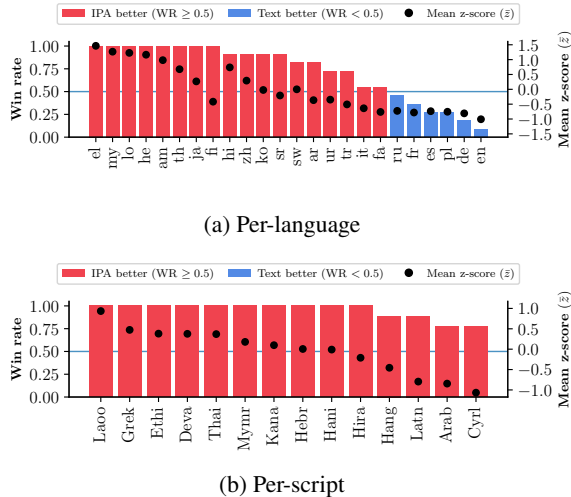 IPA better (WR ≥ 0.5) Text better (WR < 0.5) Mean z-score (z̄)
1.00
0.75
0.50
0.25
0.00
Win rate
1.5
1.0
0.5
0.0
−0.5
−1.0
−1.5
Mean z-score (z̄)
el my lo he am th ja fi hi zh ko sr sw ar ur tr it fa ru fr es pl de en
(a) Per-language
IPA better (WR ≥ 0.5) Text better (WR < 0.5) Mean z-score (z̄)
1.00
0.75
0.50
0.25
0.00
Win rate
1.0
0.5
0.0
−0.5
−1.0
Mean z-score (z̄)
Laoo Grek Ethi Deva Thai Mymr Kana Hebr Hani Hira Hang Latn Arab Cyrl
(b) Per-script